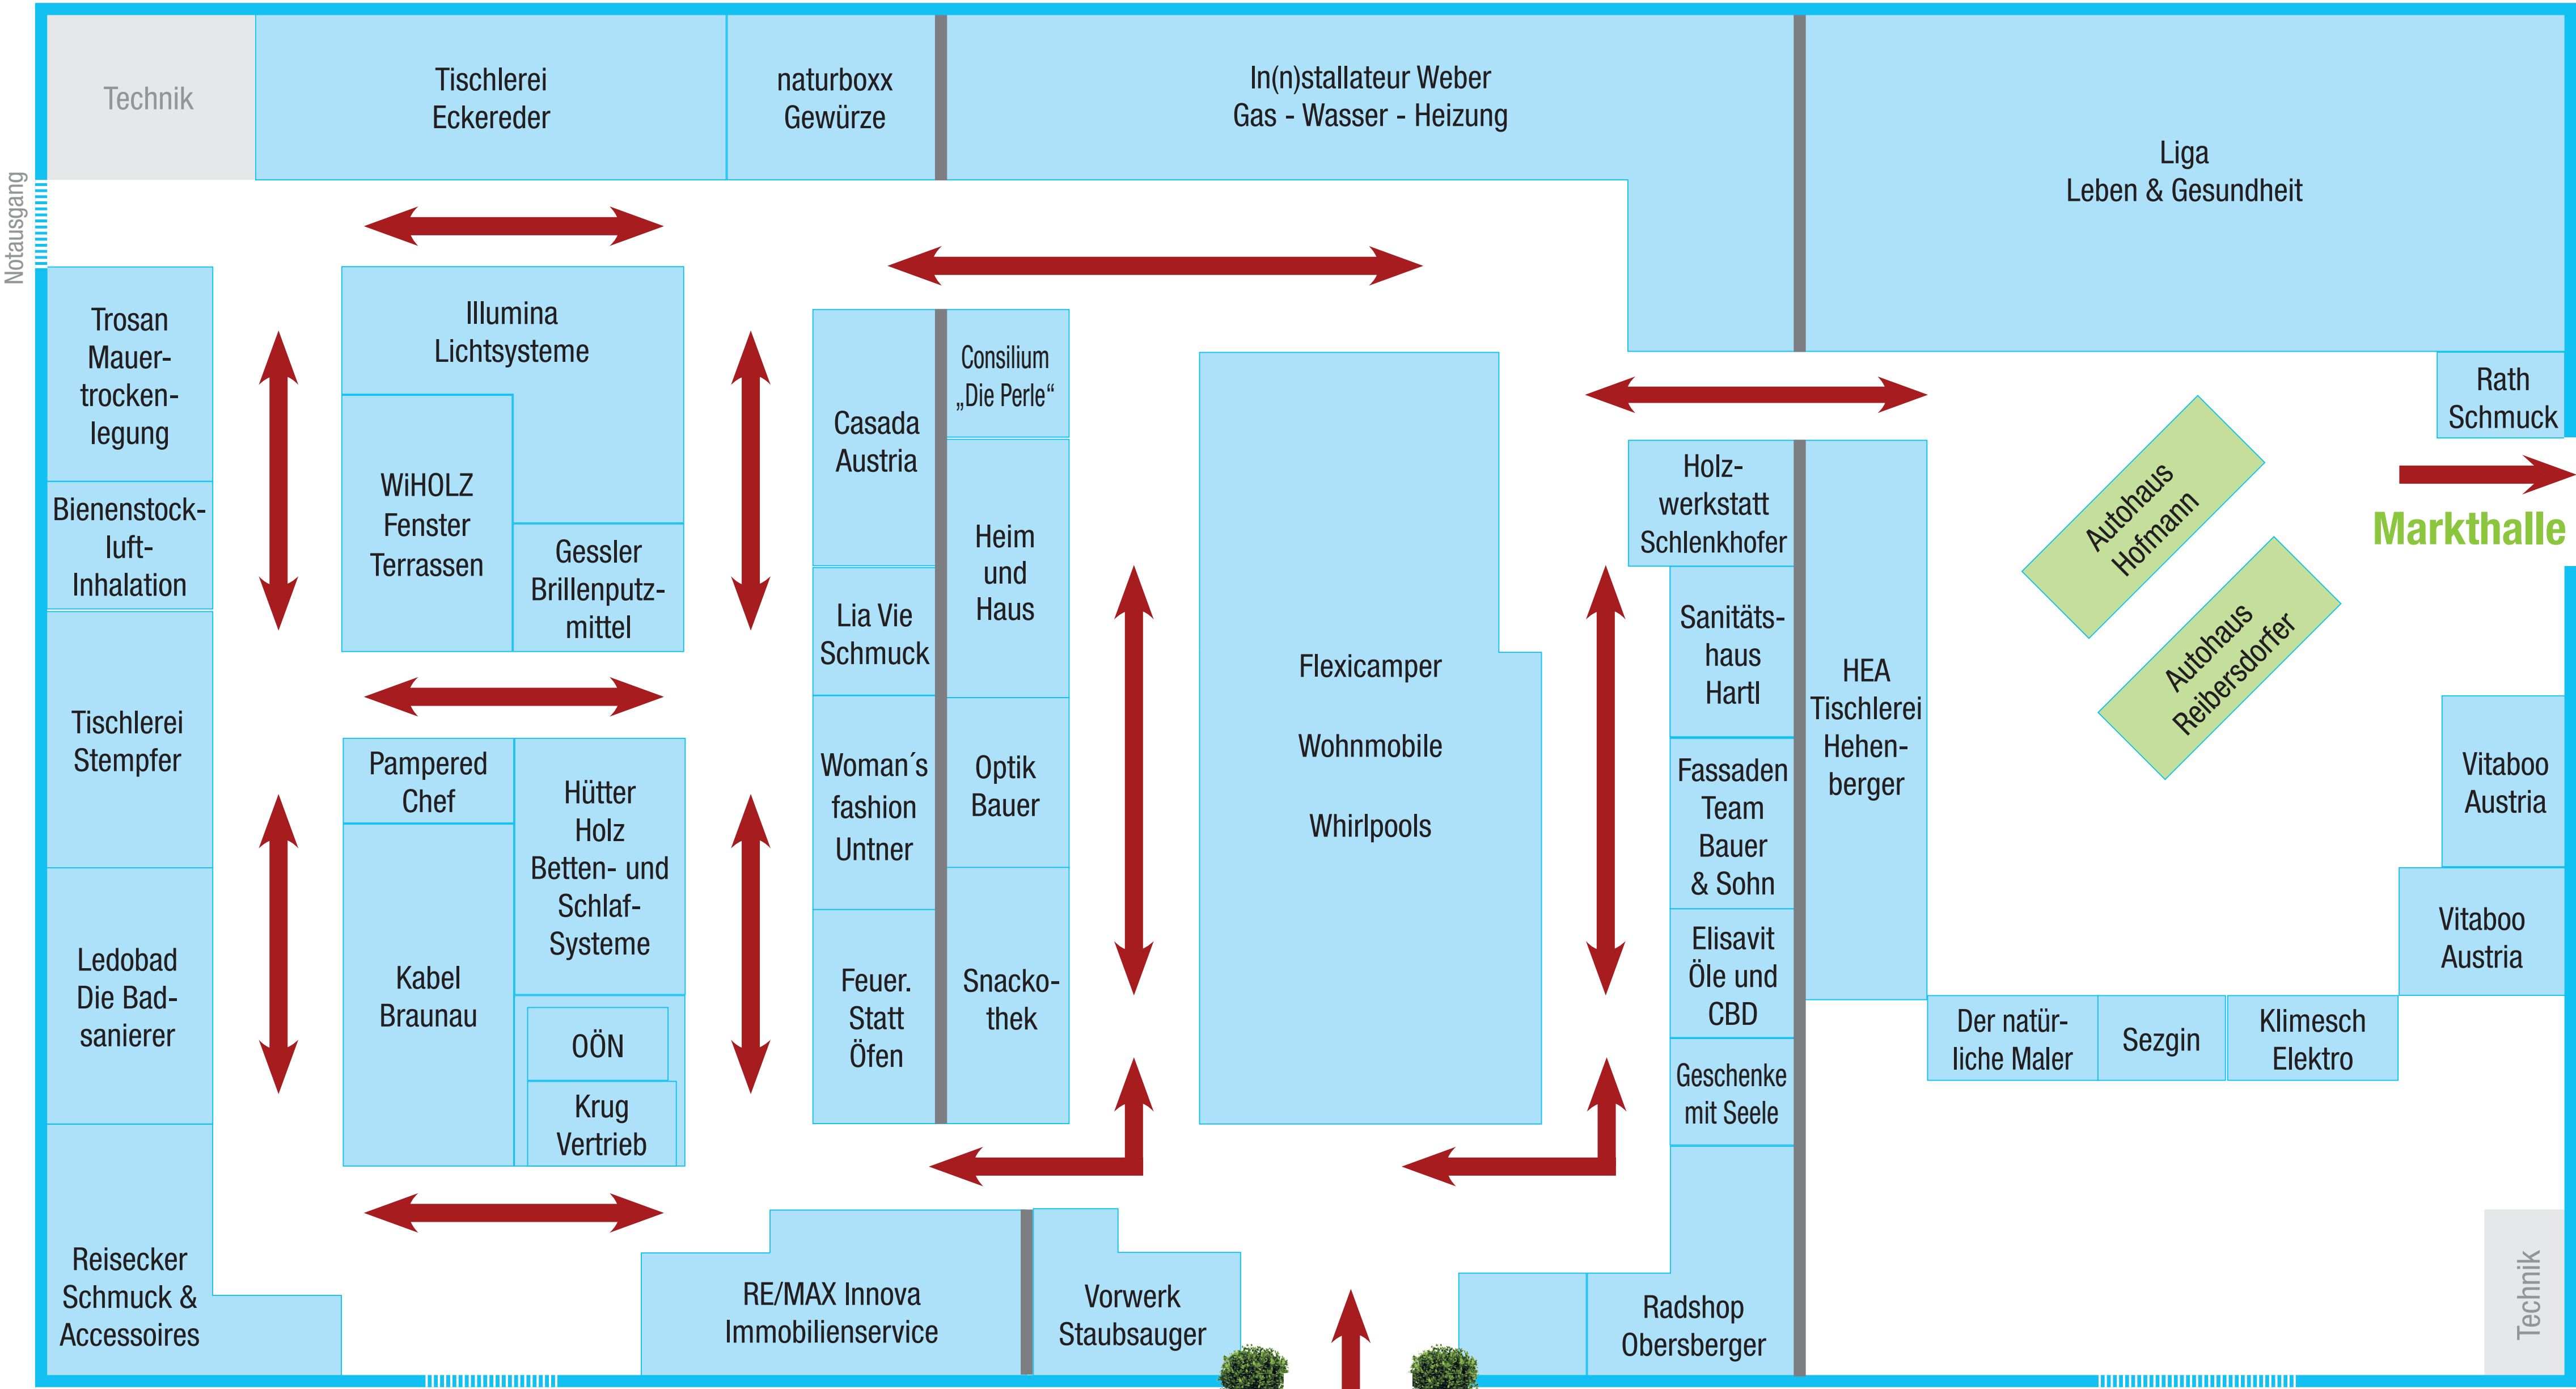 Technik
Tischlerei
Eckereder
naturboxx
Gewürze
In(n)stallateur Weber
Gas - Wasser - Heizung
Liga
Leben & Gesundheit
Notausgang
Trosan
Mauer-
trocken-
legung
Bienenstock-
luft-
Inhalation
Tischlerei
Stempfer
Ledobad
Die Bad-
sanierer
Reisecker
Schmuck &
Accessoires
Illumina
Lichtsysteme
WiHOLZ
Fenster
Terrassen
Gessler
Brillenputz-
mittel
Pampered
Chef
Hütter
Holz
Betten- und
Schlaf-
Systeme
Kabel
Braunau
OÖN
Krug
Vertrieb
Casada
Austria
Lia Vie
Schmuck
Woman´s
fashion
Untner
Feuer.
Statt
Öfen
Consilium
„Die Perle“
Heim
und
Haus
Optik
Bauer
Snacko-
thek
Flexicamper
Wohnmobile
Whirlpools
Holz-
werkstatt
Schlenkhofer
Sanitäts-
haus
Hartl
Fassaden
Team
Bauer
& Sohn
Elisavit
Öle und
CBD
Geschenke
mit Seele
Radshop
Obersberger
RE/MAX Innova
Immobilienservice
Vorwerk
Staubsauger
HEA
Tischlerei
Hehen-
berger
Autohaus
Hofmann
Autohaus
Reibersdorfer
Rath
Schmuck
Markthalle
Vitaboo
Austria
Vitaboo
Austria
Der natür-
liche Maler
Sezgin
Klimesch
Elektro
Technik